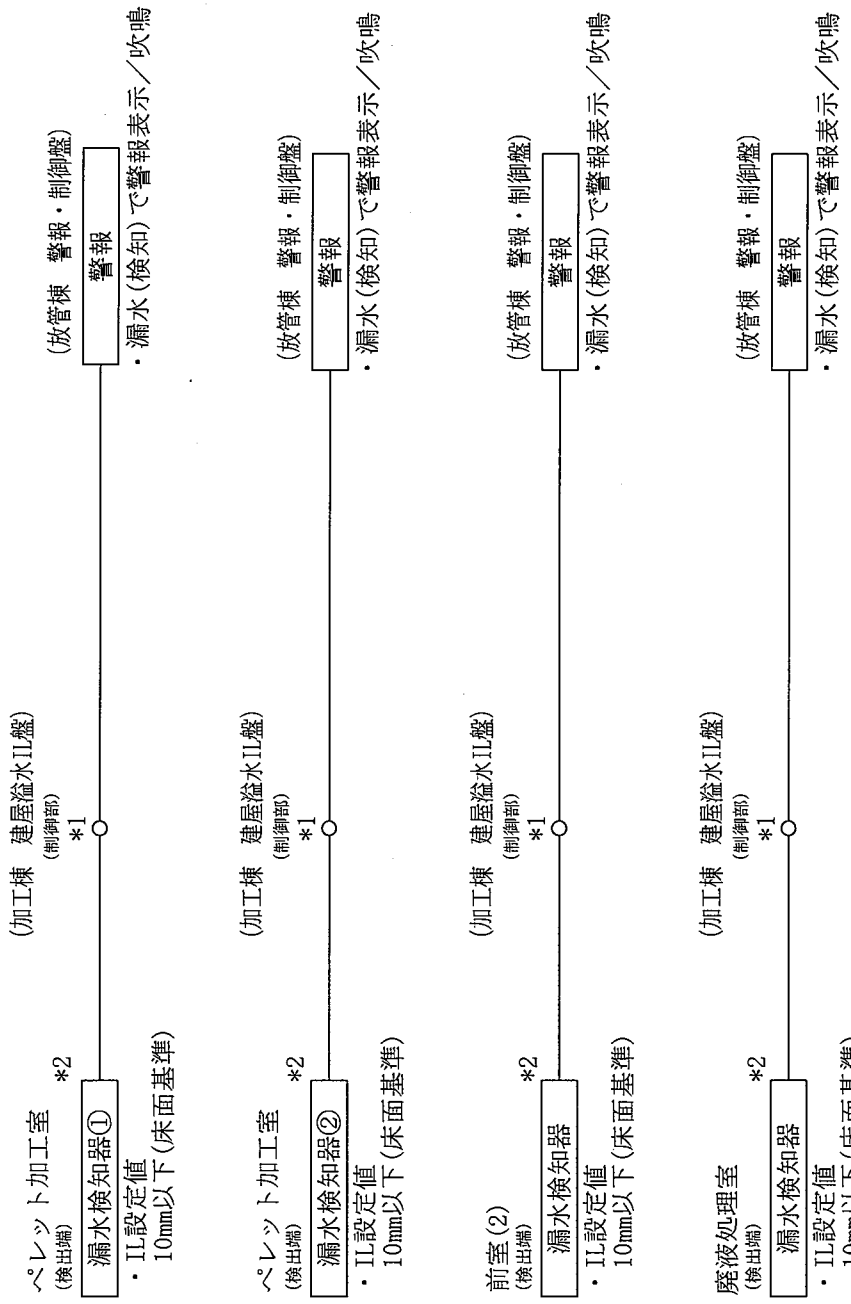 ペレット加工室
(検出端)
*2
漏水検知器①
・IL設定値
10mm以下(床面基準)
(加工棟　建屋溢水IL盤)
(制御部)
*1
(放管棟　警報・制御盤)
警報
・漏水(検知)で警報表示／吹鳴
ペレット加工室
(検出端)
*2
漏水検知器②
・IL設定値
10mm以下(床面基準)
(加工棟　建屋溢水IL盤)
(制御部)
*1
(放管棟　警報・制御盤)
警報
・漏水(検知)で警報表示／吹鳴
前室(2)
(検出端)
*2
漏水検知器
・IL設定値
10mm以下(床面基準)
(加工棟　建屋溢水IL盤)
(制御部)
*1
(放管棟　警報・制御盤)
警報
・漏水(検知)で警報表示／吹鳴
廃液処理室
(検出端)
*2
漏水検知器
・IL設定値
10mm以下(床面基準)
(加工棟　建屋溢水IL盤)
(制御部)
*1
(放管棟　警報・制御盤)
警報
・漏水(検知)で警報表示／吹鳴